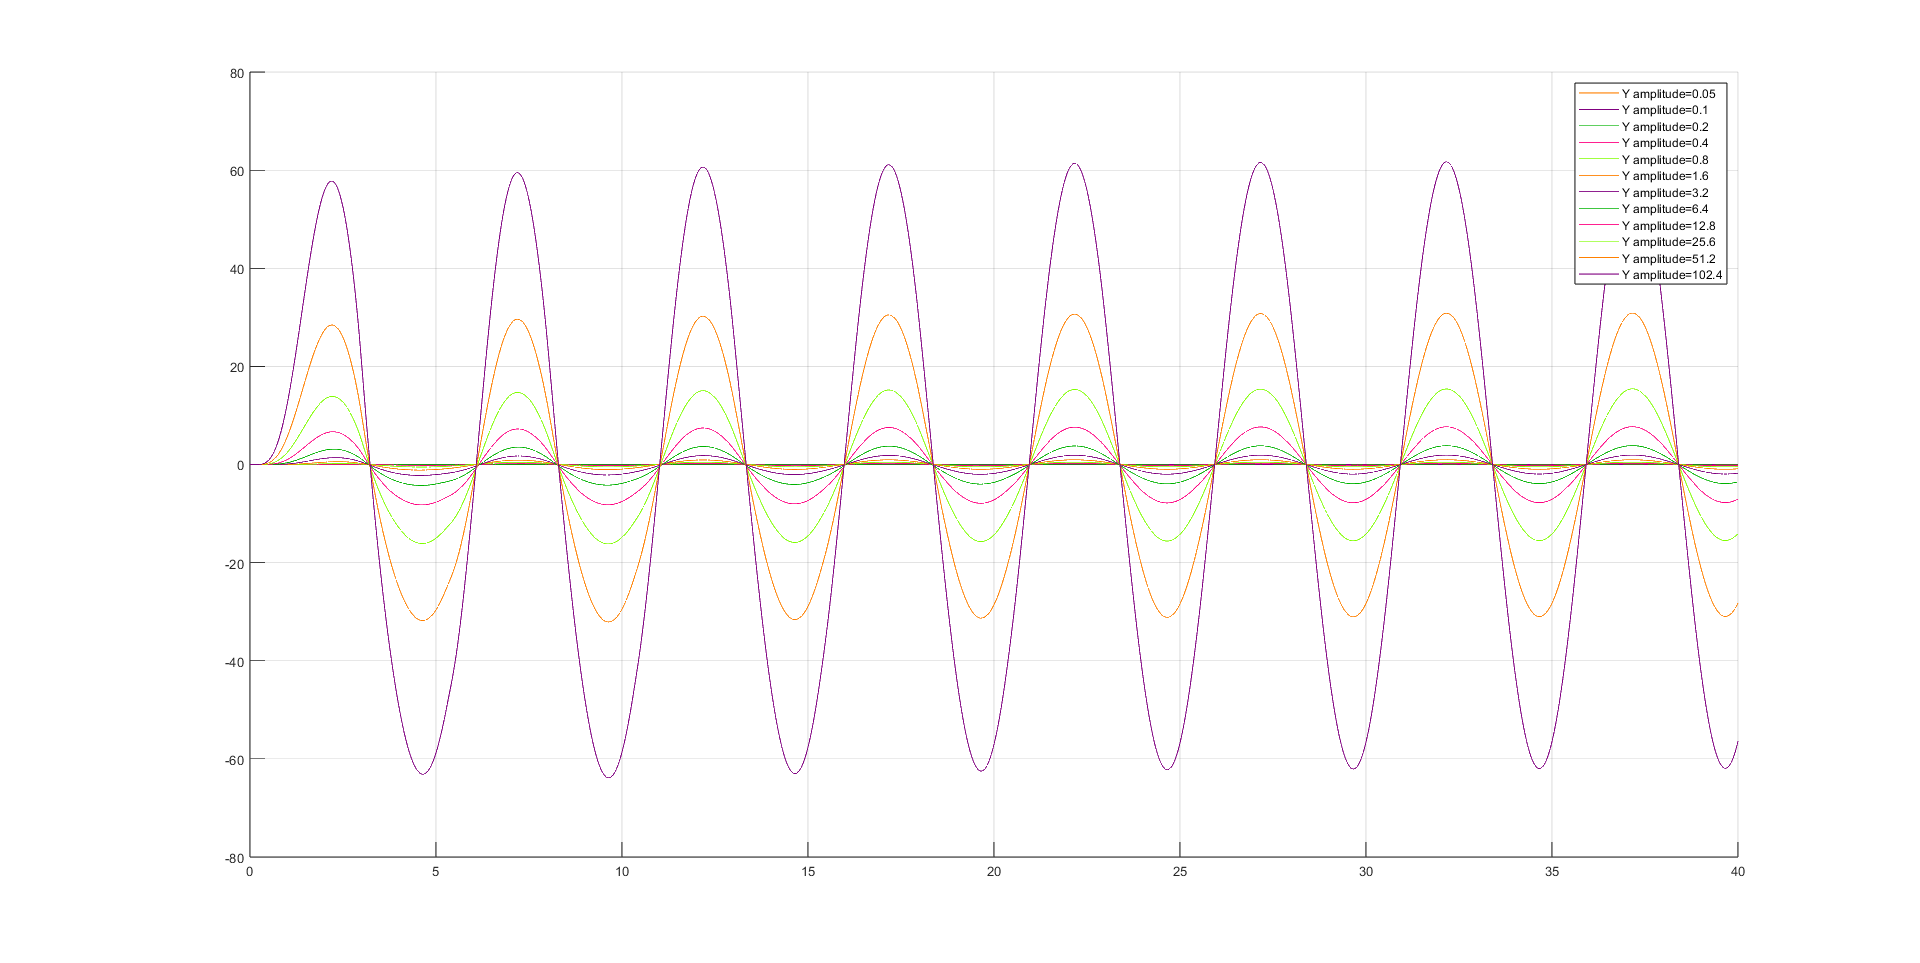 80
60
40
20
0
-20
-40
-60
-80
0 5 10 15 20 25 30 35 40
Y amplitude=0.05
Y amplitude=0.1
Y amplitude=0.2
Y amplitude=0.4
Y amplitude=0.8
Y amplitude=1.6
Y amplitude=3.2
Y amplitude=6.4
Y amplitude=12.8
Y amplitude=25.6
Y amplitude=51.2
Y amplitude=102.4